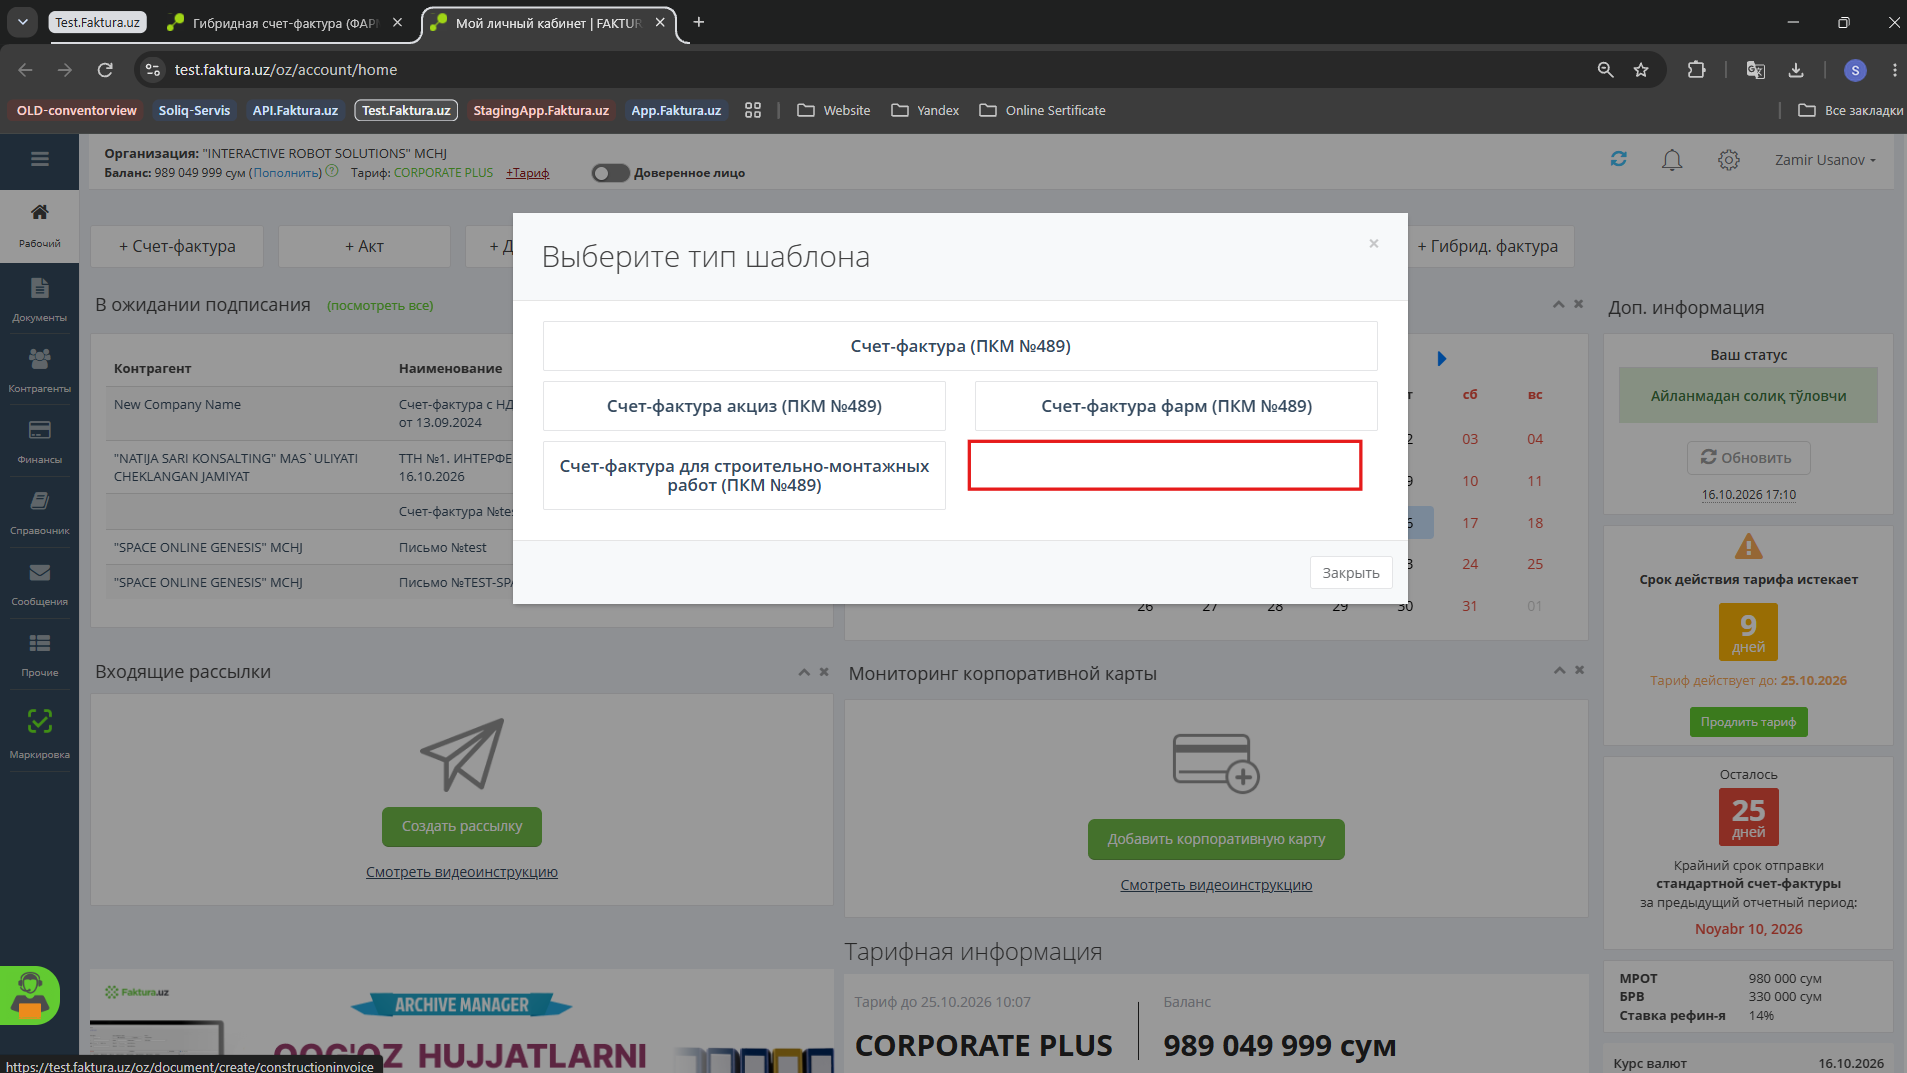 Test.Faktura.uz
Гибридная счет-фактура (ФАР
Мой личный кабинет | FAKTUR
test.faktura.uz/oz/account/home
S
OLD-conventorview
Soliq-Servis
API.Faktura.uz
Test.Faktura.uz
StagingApp.Faktura.uz
App.Faktura.uz
Website
Yandex
Online Sertificate
Все закладки
Организация: "INTERACTIVE ROBOT SOLUTIONS" MCHJ
Баланс: 989 049 999 сум (Пополнить) Тариф: CORPORATE PLUS +Тариф
Доверенное лицо
Zamir Usanov
Рабочий
Документы
Контрагенты
Финансы
Справочник
Сообщения
Прочие
Маркировка
+ Счет-фактура
+ Акт
+ Д
+ Гибрид. фактура
Выберите тип шаблона
×
Счет-фактура (ПКМ №489)
Счет-фактура акциз (ПКМ №489)
Счет-фактура фарм (ПКМ №489)
Счет-фактура для строительно-монтажных
работ (ПКМ №489)
Закрыть
В ожидании подписания (посмотреть все)
Контрагент
Наименование
New Company Name
Счет-фактура с НД
от 13.09.2024
"NATIJA SARI KONSALTING" MAS`ULIYATI
CHEKLANGAN JAMIYAT
ТТН №1. ИНТЕРФЕ
16.10.2026
Счет-фактура №tes
"SPACE ONLINE GENESIS" MCHJ
Письмо №test
"SPACE ONLINE GENESIS" MCHJ
Письмо №TEST-SPA
сб вс
03 04
10 11
17 18
24 25
26 27 28 29 30 31 01
Доп. информация
Ваш статус
Айланмадан солиқ тўловчи
Обновить
16.10.2026 17:10
Срок действия тарифа истекает
9
дней
Тариф действует до: 25.10.2026
Продлить тариф
Осталось
25
дней
Крайний срок отправки
стандартной счет-фактуры
за предыдущий отчетный период:
Noyabr 10, 2026
МРОТ 980 000 сум
БРВ 330 000 сум
Ставка рефин-я 14%
Курс валют 16.10.2026
Входящие рассылки
Создать рассылку
Смотреть видеоинструкцию
Мониторинг корпоративной карты
Добавить корпоративную карту
Смотреть видеоинструкцию
Тарифная информация
Тариф до 25.10.2026 10:07
CORPORATE PLUS
Баланс
989 049 999 сум
Faktura.uz
ARCHIVE MANAGER
QOG'OZ HUJJATLARNI
https://test.faktura.uz/oz/document/create/constructioninvoice